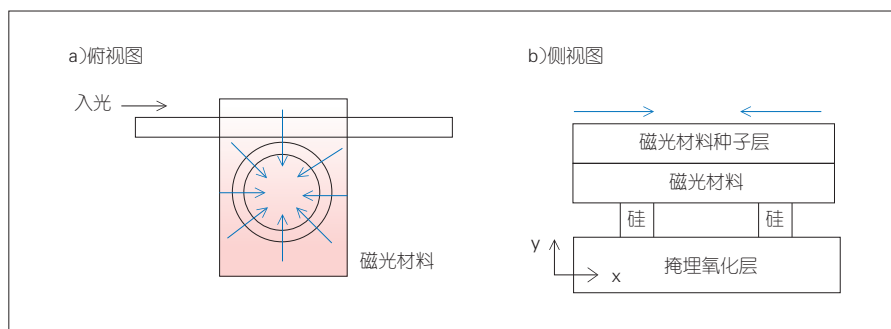 a)俯视图
入光
磁光材料
b)侧视图
磁光材料种子层
磁光材料
硅 硅
掩埋氧化层
y
x